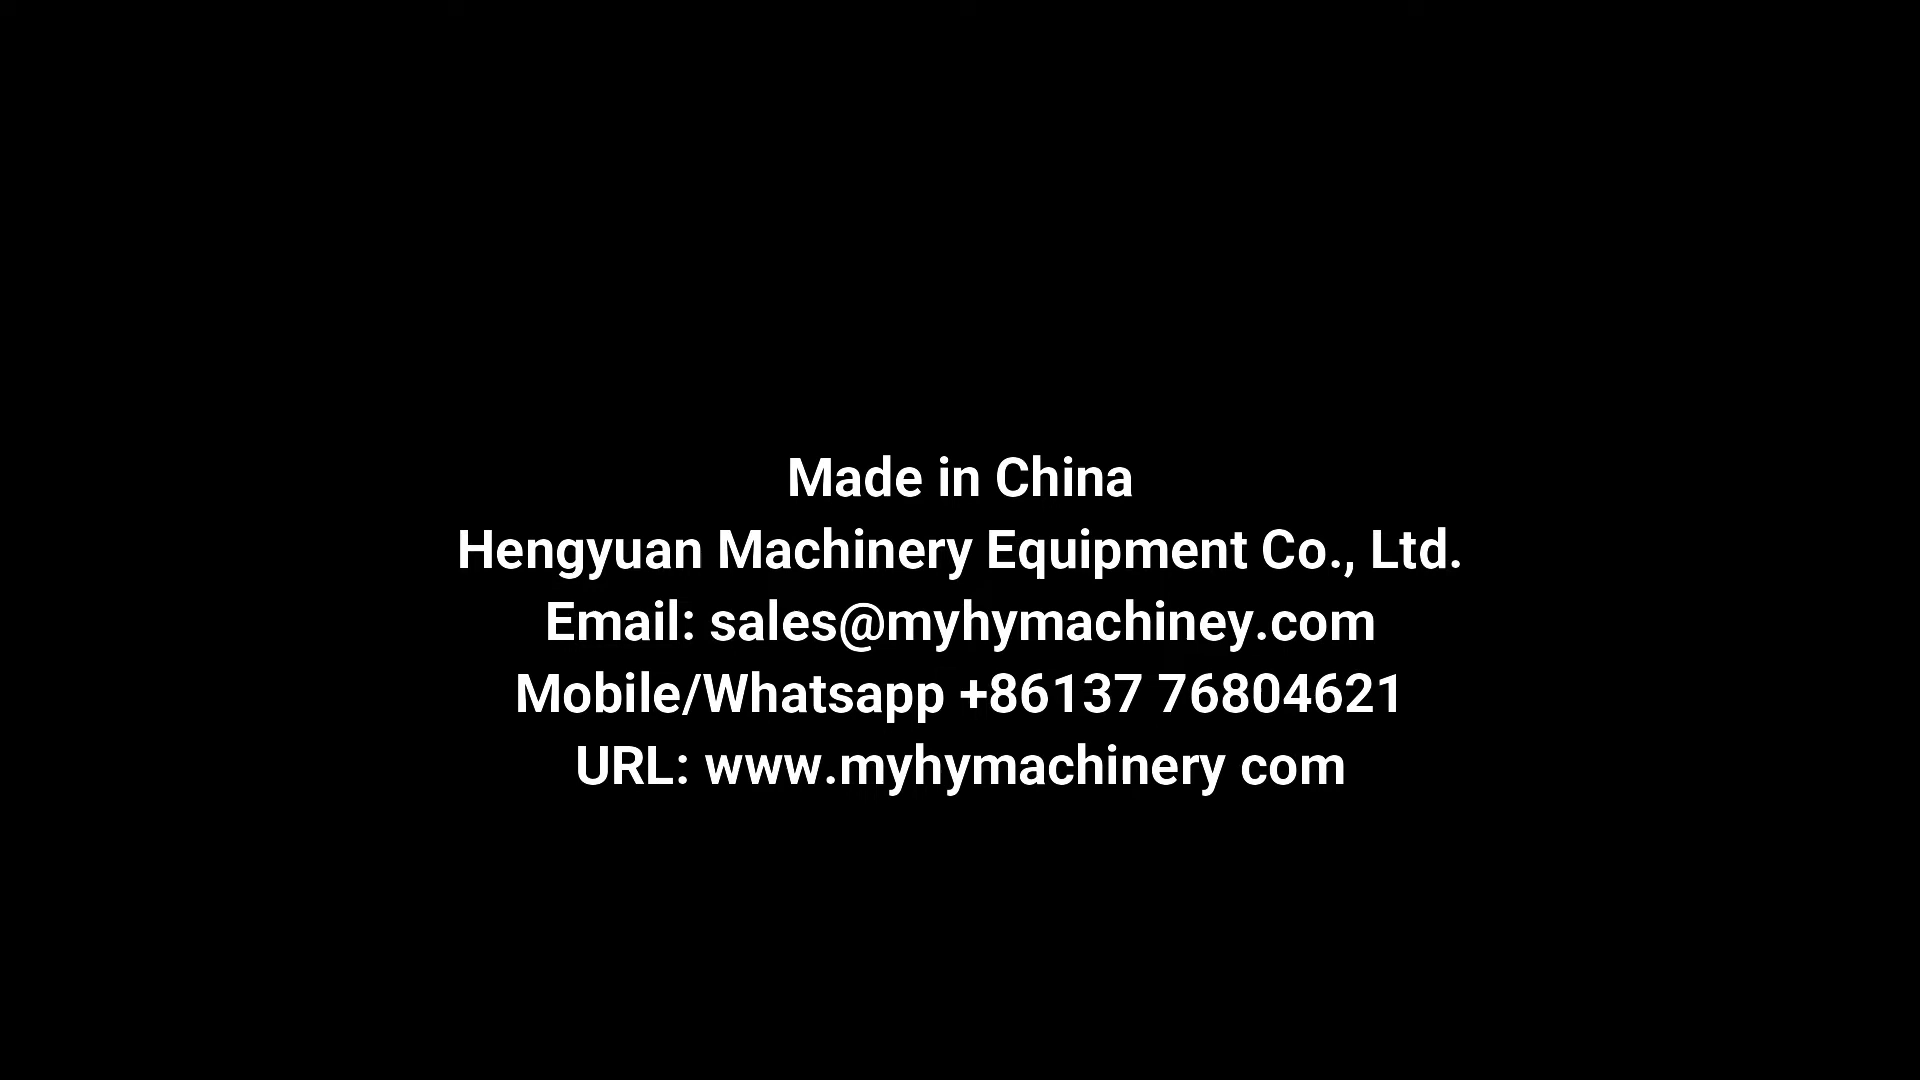 Made in China
Hengyuan Machinery Equipment Co., Ltd.
Email: sales@myhymachiney.com
Mobile/Whatsapp +86137 76804621
URL: www.myhymachinery com